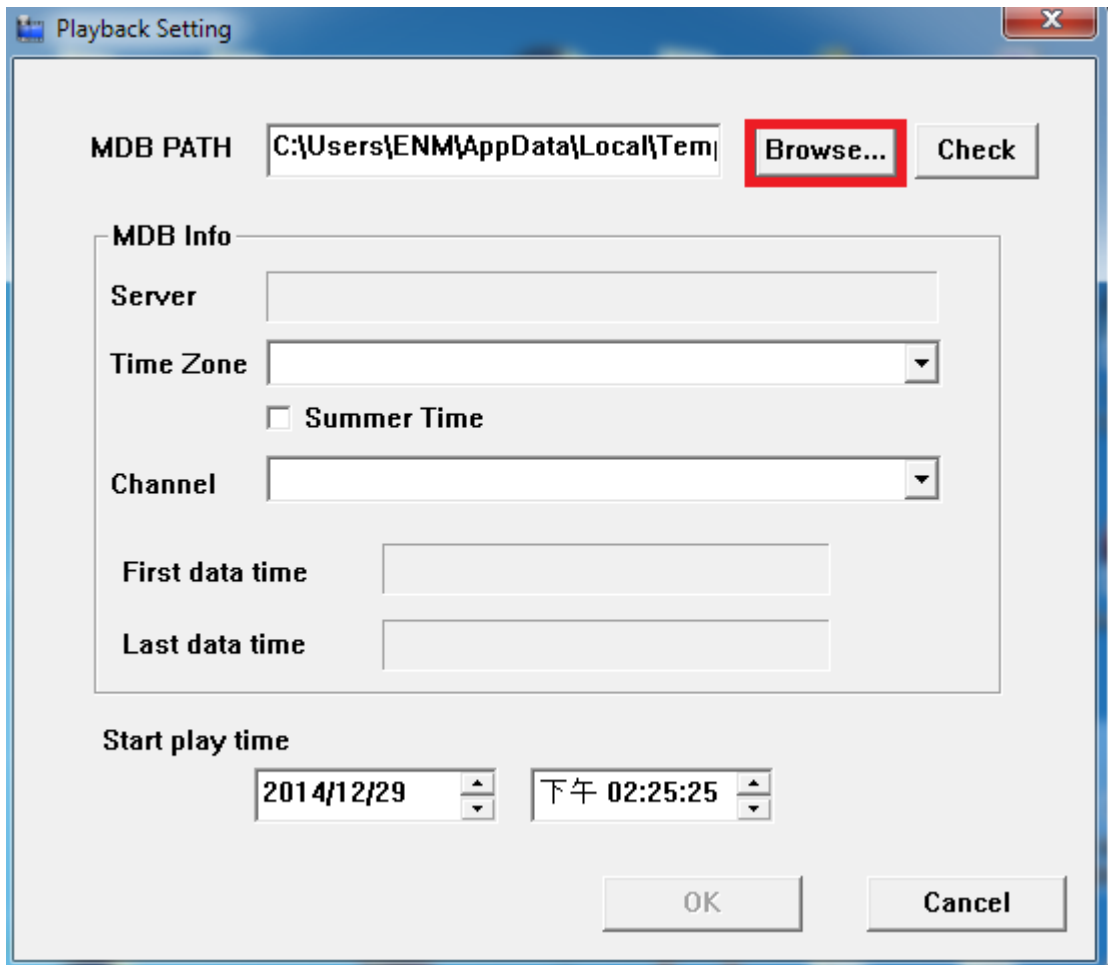 Playback Setting
MDB PATH C:\Users\ENM\AppData\Local\Temp Browse... Check
MDB Info
Server
Time Zone
Summer Time
Channel
First data time
Last data time
Start play time
2014/12/29 下午 02:25:25
OK Cancel